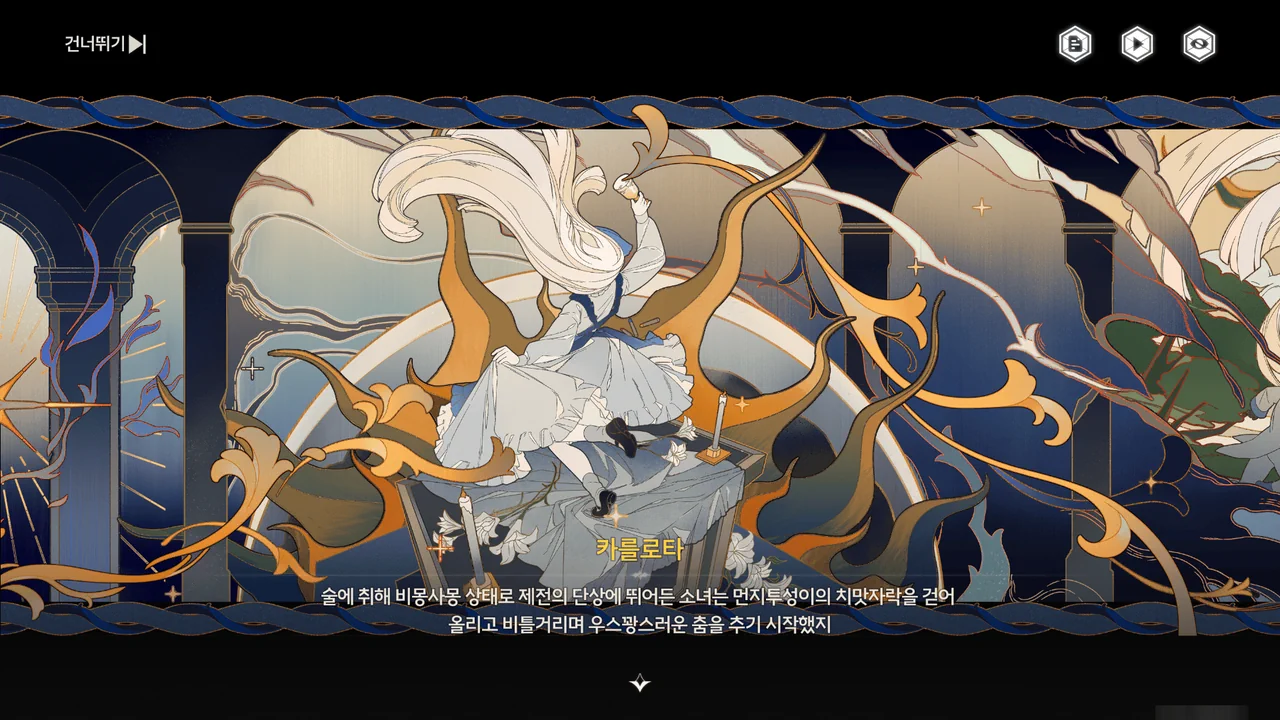 건너뛰기
카를로타
술에 취해 비몽사몽 상태로 제전의 단상에 뛰어든 소녀는 먼지투성이의 치맛자락을 걷어
올리고 비틀거리며 우스꽝스러운 춤을 추기 시작했지